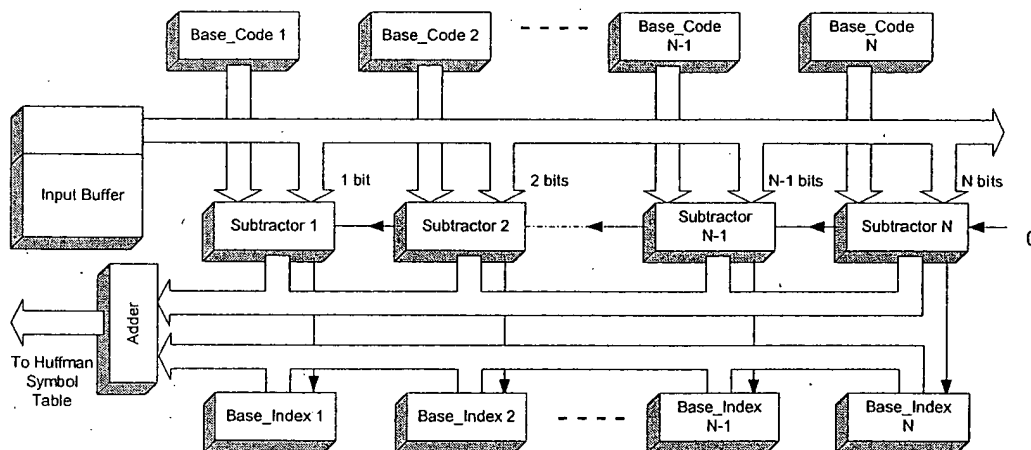 Base_Code 1
Base_Code 2
Base_Code
N-1
Base_Code
N
Input Buffer
1 bit
2 bits
N-1 bits
N bits
Subtractor 1
Subtractor 2
Subtractor
N-1
Subtractor N
Adder
To Huffman
Symbol
Table
Base_Index 1
Base_Index 2
Base_Index
N-1
Base_Index
N